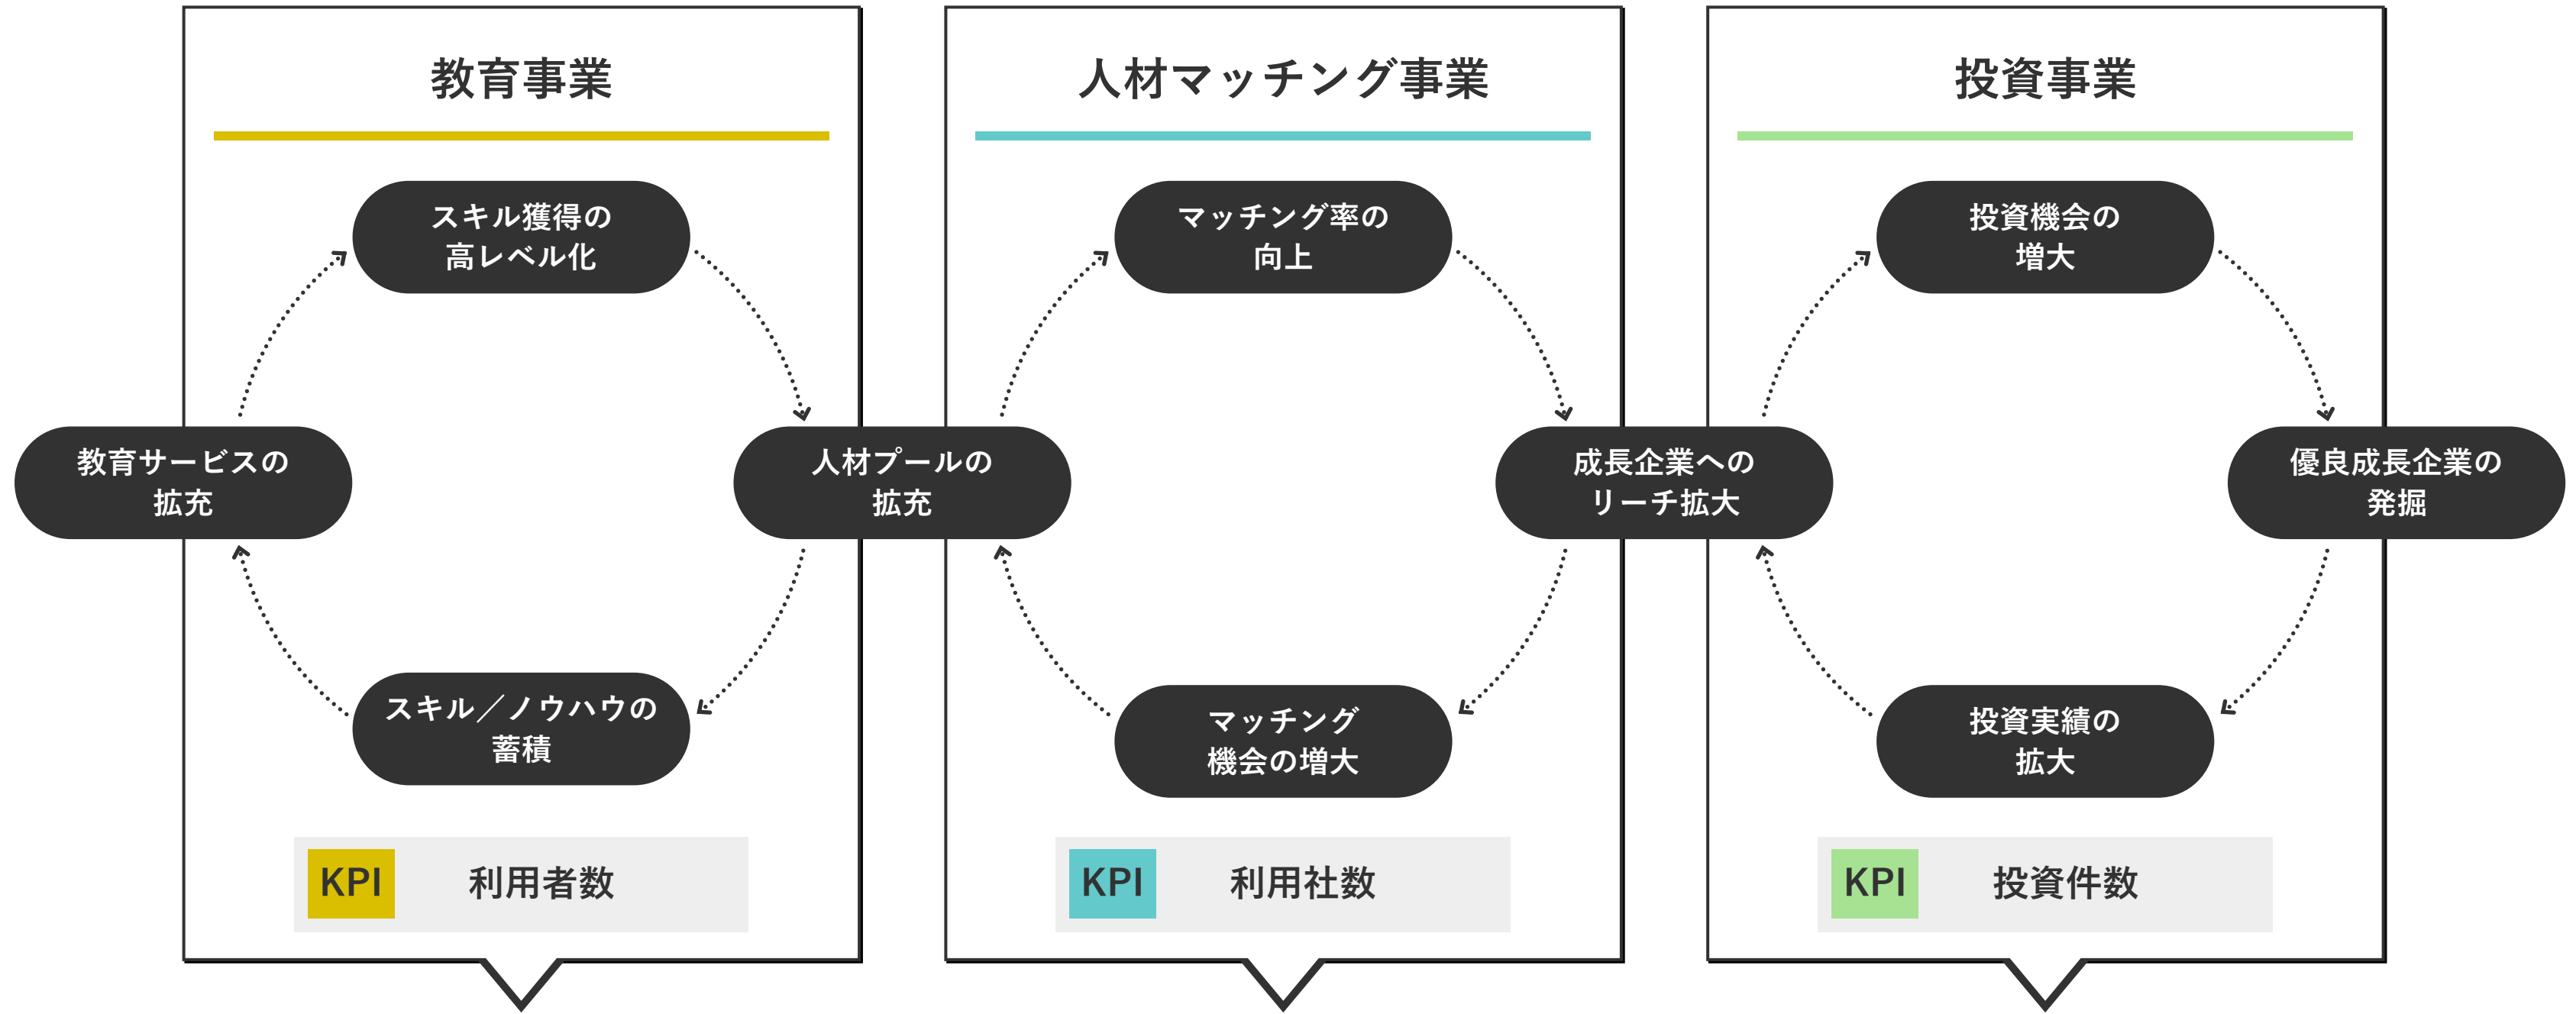 教育事業
スキル獲得の
高レベル化
教育サービスの
拡充
人材プールの
拡充
スキル／ノウハウの
蓄積
KPI 利用者数
人材マッチング事業
マッチング率の
向上
成長企業への
リーチ拡大
マッチング
機会の増大
KPI 利用社数
投資事業
投資機会の
増大
優良成長企業の
発掘
投資実績の
拡大
KPI 投資件数